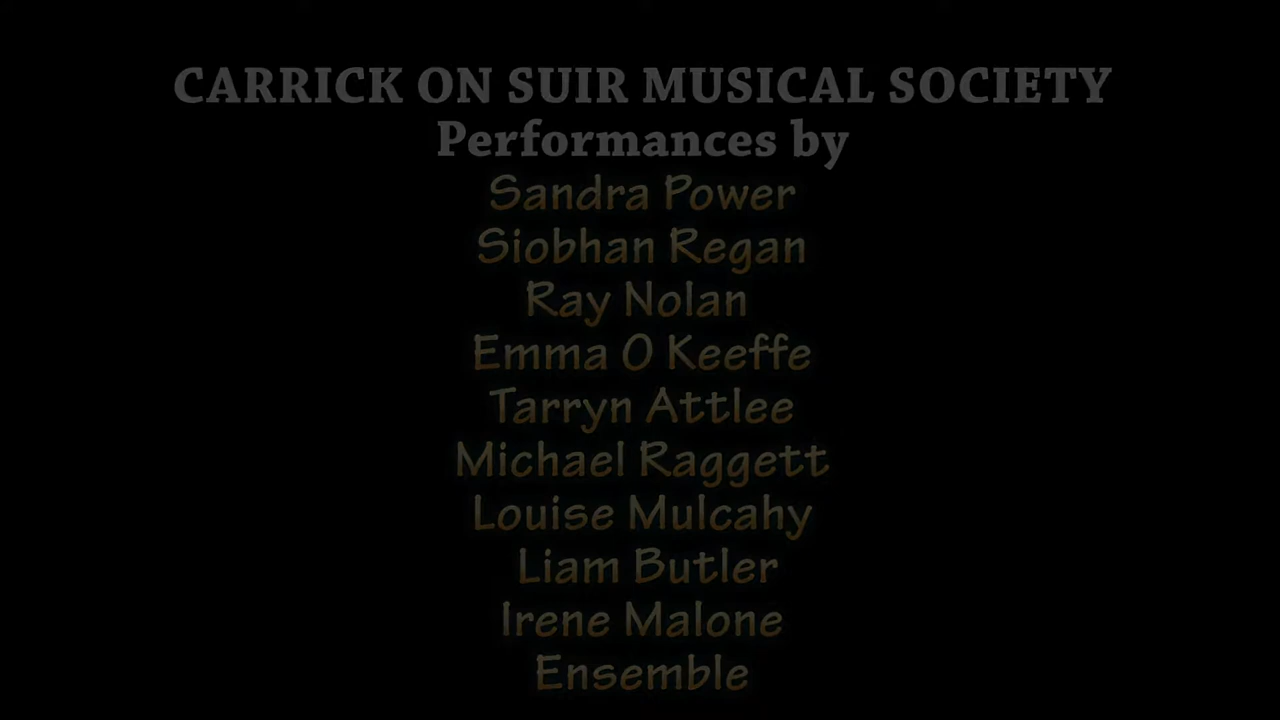 CARRICK ON SUIR MUSICAL SOCIETY
Performances by
Sandra Power
Siobhan Regan
Ray Nolan
Emma O Keeffe
Tarryn Attlee
Michael Raggett
Louise Mulcahy
Liam Butler
Irene Malone
Ensemble